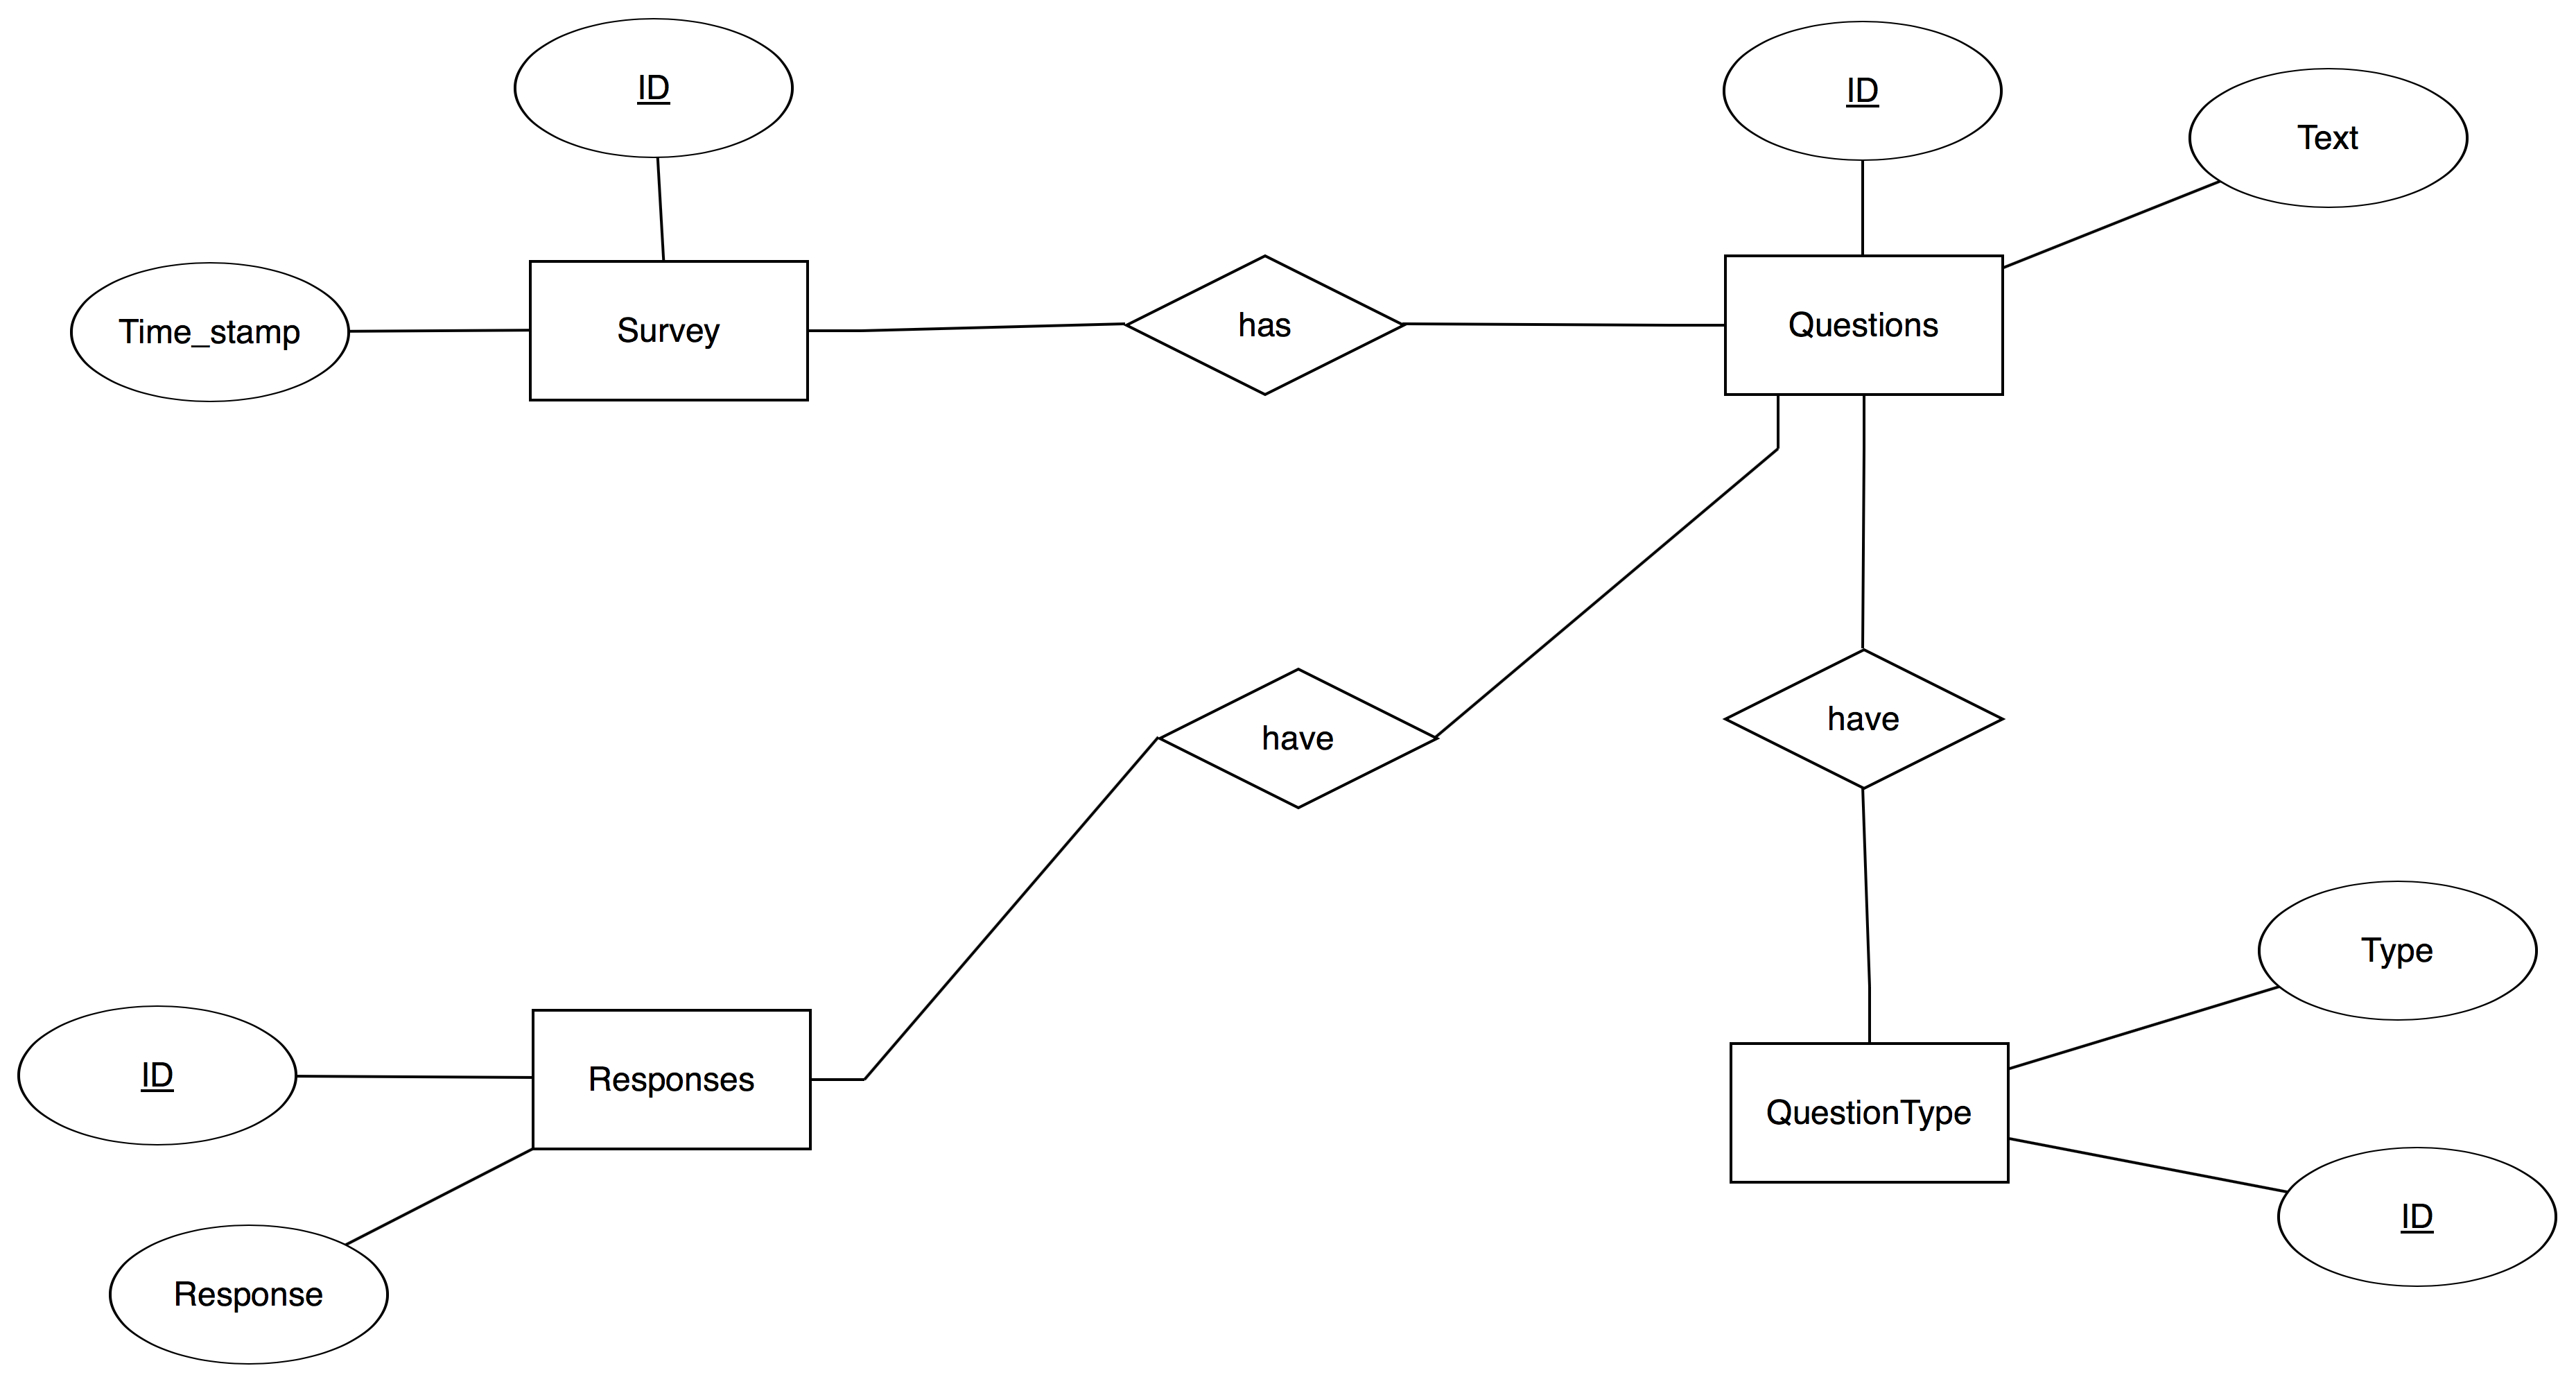 ID
ID
Text
Time_stamp
Survey
has
Questions
have
have
Type
ID
Responses
QuestionType
ID
Response